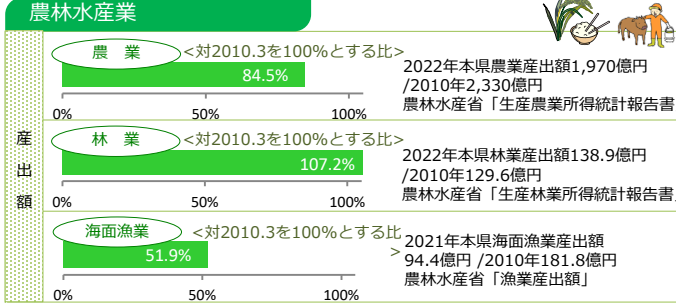 農林水産業
産出額
農　業
<対2010.3を100%とする比>
84.5%
0% 50% 100%
2022年本県農業産出額1,970億円
/2010年2,330億円
農林水産省「生産農業所得統計報告書
林　業
<対2010.3を100%とする比>
107.2%
0% 50% 100%
2022年本県林業産出額138.9億円
/2010年129.6億円
農林水産省「生産林業所得統計報告書」
海面漁業
<対2010.3を100%とする比
>
51.9%
0% 50% 100%
2021年本県海面漁業産出額
94.4億円 /2010年181.8億円
農林水産省「漁業産出額」